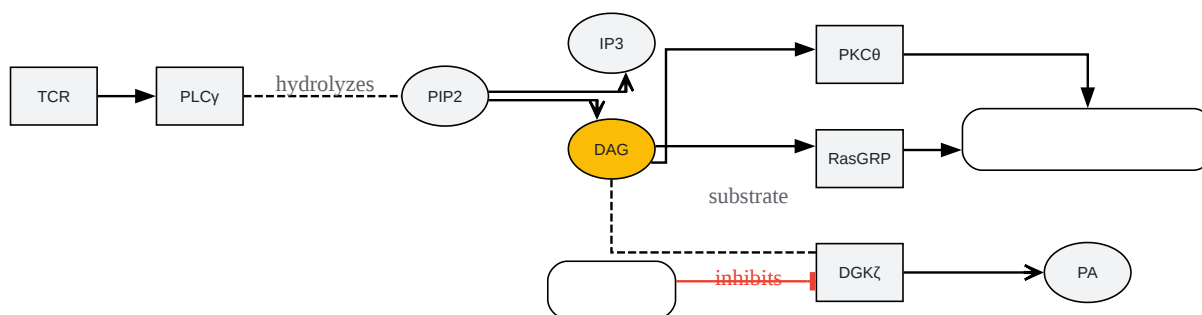 IP3
PKCθ
TCR
PLCγ
hydrolyzes
PIP2
DAG
RasGRP
substrate
inhibits
DGKζ
PA